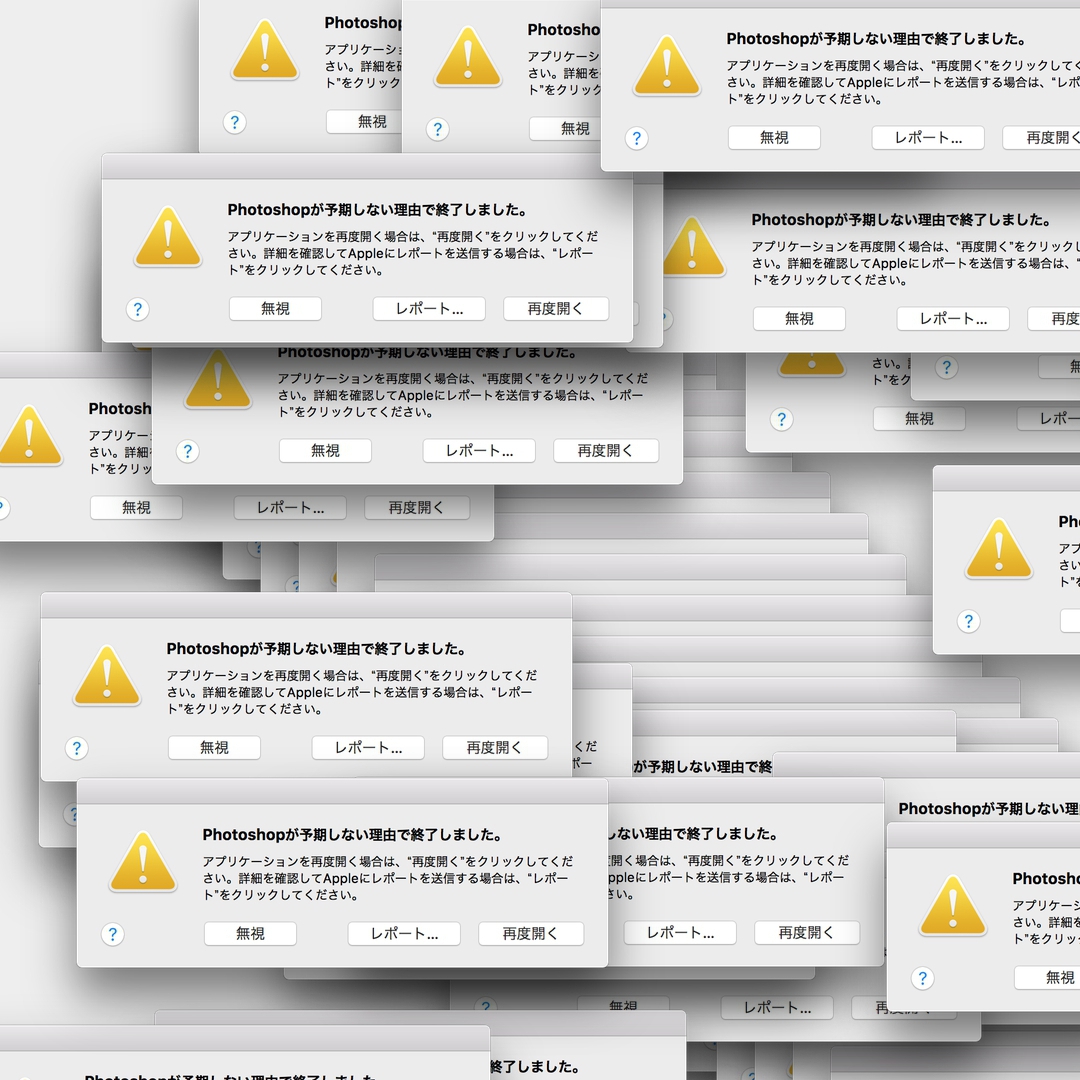 Photoshop
アプリケーシ
さい。詳細を
ト”をクリック
?
無視
Photoshop
アプリケーシ
さい。詳細を
ト”をクリック
?
無視
Photoshopが予期しない理由で終了しました。
アプリケーションを再度開く場合は、“再度開く”をクリックしてく
さい。詳細を確認してAppleにレポートを送信する場合は、“レポ
ト”をクリックしてください。
?
無視
レポート...
再度開く
Photoshopが予期しない理由で終了しました。
アプリケーションを再度開く場合は、“再度開く”をクリックしてくだ
さい。詳細を確認してAppleにレポートを送信する場合は、“レポー
ト”をクリックしてください。
?
無視
レポート...
再度開く
Photoshopが予期しない理由で終了しました。
アプリケーションを再度開く場合は、“再度開く”をクリック
さい。詳細を確認してAppleにレポートを送信する場合は、“
ト”をクリックしてください。
?
無視
レポート...
再度
Photoshopが予期しない理由で終了しました。
アプリケーションを再度開く場合は、“再度開く”をクリックしてくだ
さい。詳細を確認してAppleにレポートを送信する場合は、“レポー
ト”をクリックしてください。
?
無視
レポート...
再度開く
さい。
ト”をク
?
無視
レポー
?
Photosh
アプリケー
さい。詳細
ト”をクリッ
?
無視
レポート...
再度開く
?
?
Pho
アプ
さい
ト”
?
Photoshopが予期しない理由で終了しました。
アプリケーションを再度開く場合は、“再度開く”をクリックしてくだ
さい。詳細を確認してAppleにレポートを送信する場合は、“レポー
ト”をクリックしてください。
?
無視
レポート...
再度開く
くだ
ポー
が予期しない理由で終
?
Photoshopが予期しない理
Photoshopが予期しない理由で終了しました。
アプリケーションを再度開く場合は、“再度開く”をクリックしてくだ
さい。詳細を確認してAppleにレポートを送信する場合は、“レポー
ト”をクリックしてください。
?
無視
レポート...
再度開く
しない理由で終了しました。
度開く場合は、“再度開く”をクリックしてくだ
ppleにレポートを送信する場合は、“レポー
さい。
レポート...
再度開く
Photosho
アプリケーシ
さい。詳細を
ト”をクリック
?
無視
?
無視
レポート...
再度開く
終了しました。
?
Photoshopが予期しない理由で終了しました。